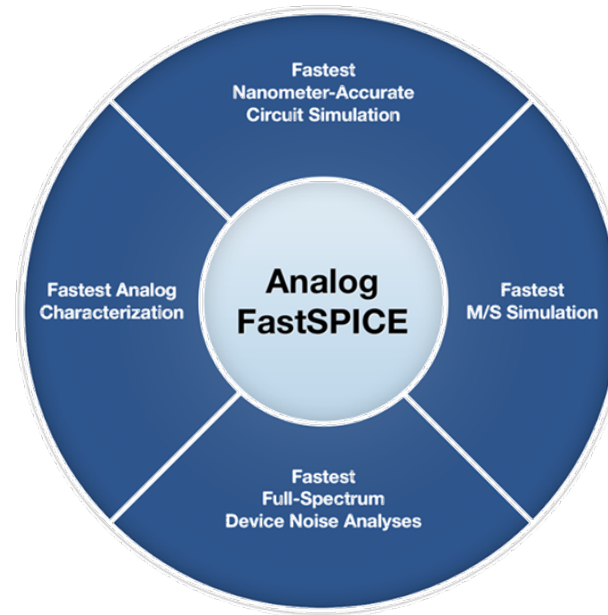 Fastest
Nanometer-Accurate
Circuit Simulation
Fastest Analog
Characterization
Analog
FastSPICE
Fastest
M/S Simulation
Fastest
Full-Spectrum
Device Noise Analyses